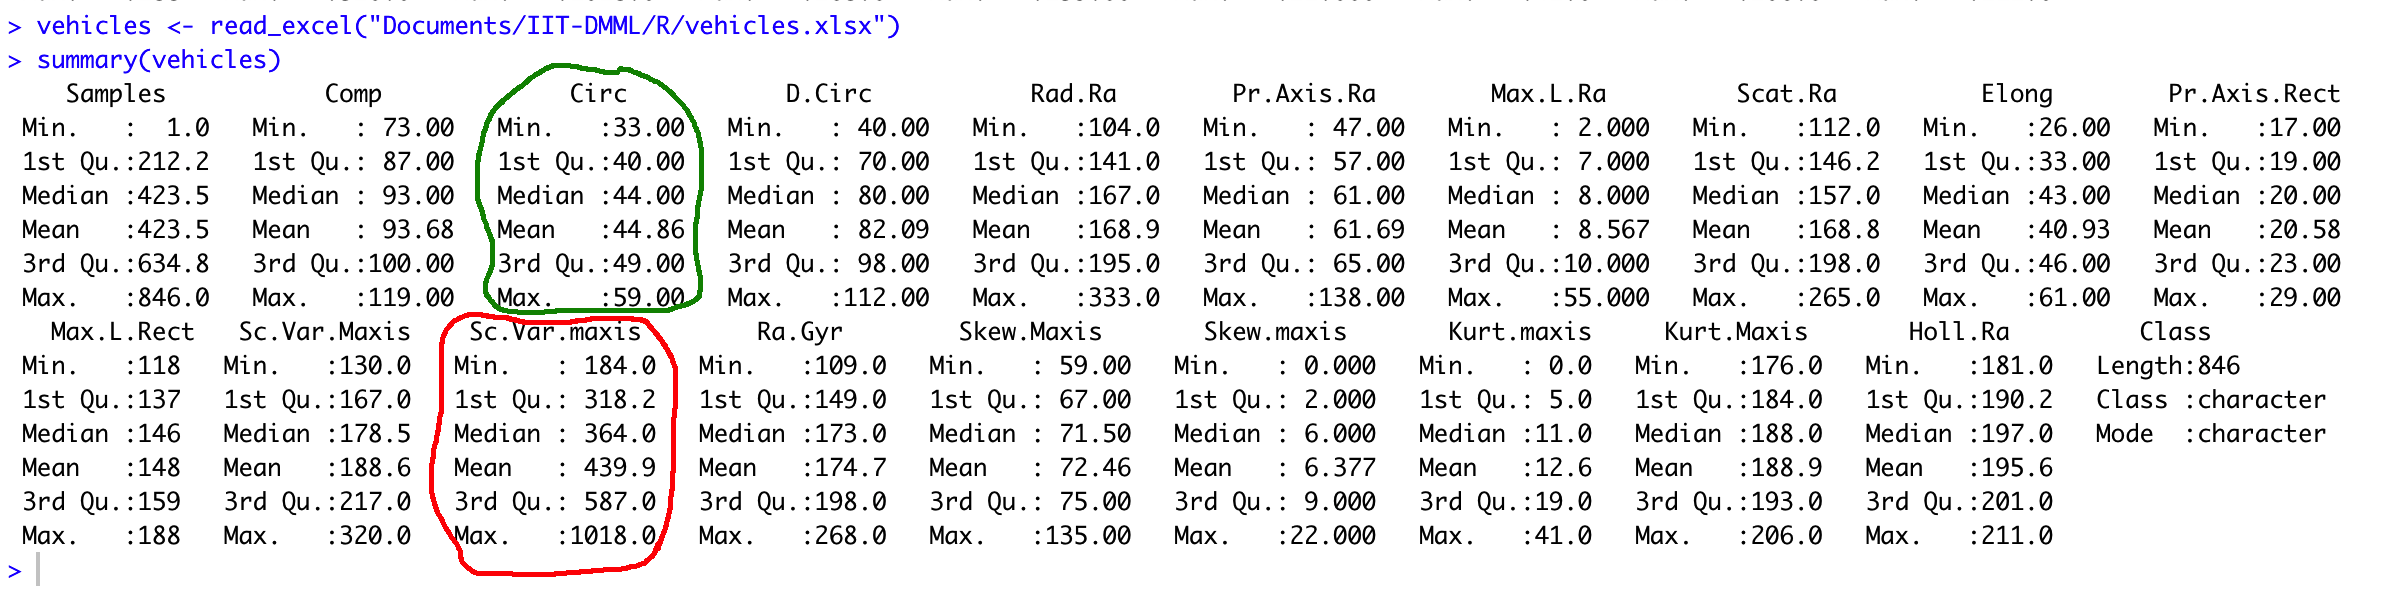 > vehicles <- read_excel("Documents/IIT-DMML/R/vehicles.xlsx")
> summary(vehicles)
Samples Comp Circ D.Circ Rad.Ra Pr.Axis.Ra Max.L.Ra Scat.Ra Elong Pr.Axis.Rect
Min.   :  1.0   Min.   : 73.00   Min.   :33.00   Min.   : 40.00   Min.   :104.0   Min.   : 47.00   Min.   : 2.000   Min.   :112.0   Min.   :26.00   Min.   :17.00
1st Qu.:212.2   1st Qu.: 87.00   1st Qu.:40.00   1st Qu.: 70.00   1st Qu.:141.0   1st Qu.: 57.00   1st Qu.: 7.000   1st Qu.:146.2   1st Qu.:33.00   1st Qu.:19.00
Median :423.5   Median : 93.00   Median :44.00   Median : 80.00   Median :167.0   Median : 61.00   Median : 8.000   Median :157.0   Median :43.00   Median :20.00
Mean   :423.5   Mean   : 93.68   Mean   :44.86   Mean   : 82.09   Mean   :168.9   Mean   : 61.69   Mean   : 8.567   Mean   :168.8   Mean   :40.93   Mean   :20.58
3rd Qu.:634.8   3rd Qu.:100.00   3rd Qu.:49.00   3rd Qu.: 98.00   3rd Qu.:195.0   3rd Qu.: 65.00   3rd Qu.:10.000   3rd Qu.:198.0   3rd Qu.:46.00   3rd Qu.:23.00
Max.   :846.0   Max.   :119.00   Max.   :59.00   Max.   :112.00   Max.   :333.0   Max.   :138.00   Max.   :55.000   Max.   :265.0   Max.   :61.00   Max.   :29.00
Max.L.Rect Sc.Var.Maxis Sc.Var.maxis Ra.Gyr Skew.Maxis Skew.maxis Kurt.maxis Kurt.Maxis Holl.Ra Class
Min.   :118   Min.   :130.0   Min.   : 184.0   Min.   :109.0   Min.   : 59.00   Min.   : 0.000   Min.   : 0.0   Min.   :176.0   Min.   :181.0   Length:846
1st Qu.:137   1st Qu.:167.0   1st Qu.: 318.2   1st Qu.:149.0   1st Qu.: 67.00   1st Qu.: 2.000   1st Qu.: 5.0   1st Qu.:184.0   1st Qu.:190.2   Class :character
Median :146   Median :178.5   Median : 364.0   Median :173.0   Median : 71.50   Median : 6.000   Median :11.0   Median :188.0   Median :197.0   Mode  :character
Mean   :148   Mean   :188.6   Mean   : 439.9   Mean   :174.7   Mean   : 72.46   Mean   : 6.377   Mean   :12.6   Mean   :188.9   Mean   :195.6
3rd Qu.:159   3rd Qu.:217.0   3rd Qu.: 587.0   3rd Qu.:198.0   3rd Qu.: 75.00   3rd Qu.: 9.000   3rd Qu.:19.0   3rd Qu.:193.0   3rd Qu.:201.0
Max.   :188   Max.   :320.0   Max.   :1018.0   Max.   :268.0   Max.   :135.00   Max.   :22.000   Max.   :41.0   Max.   :206.0   Max.   :211.0
>